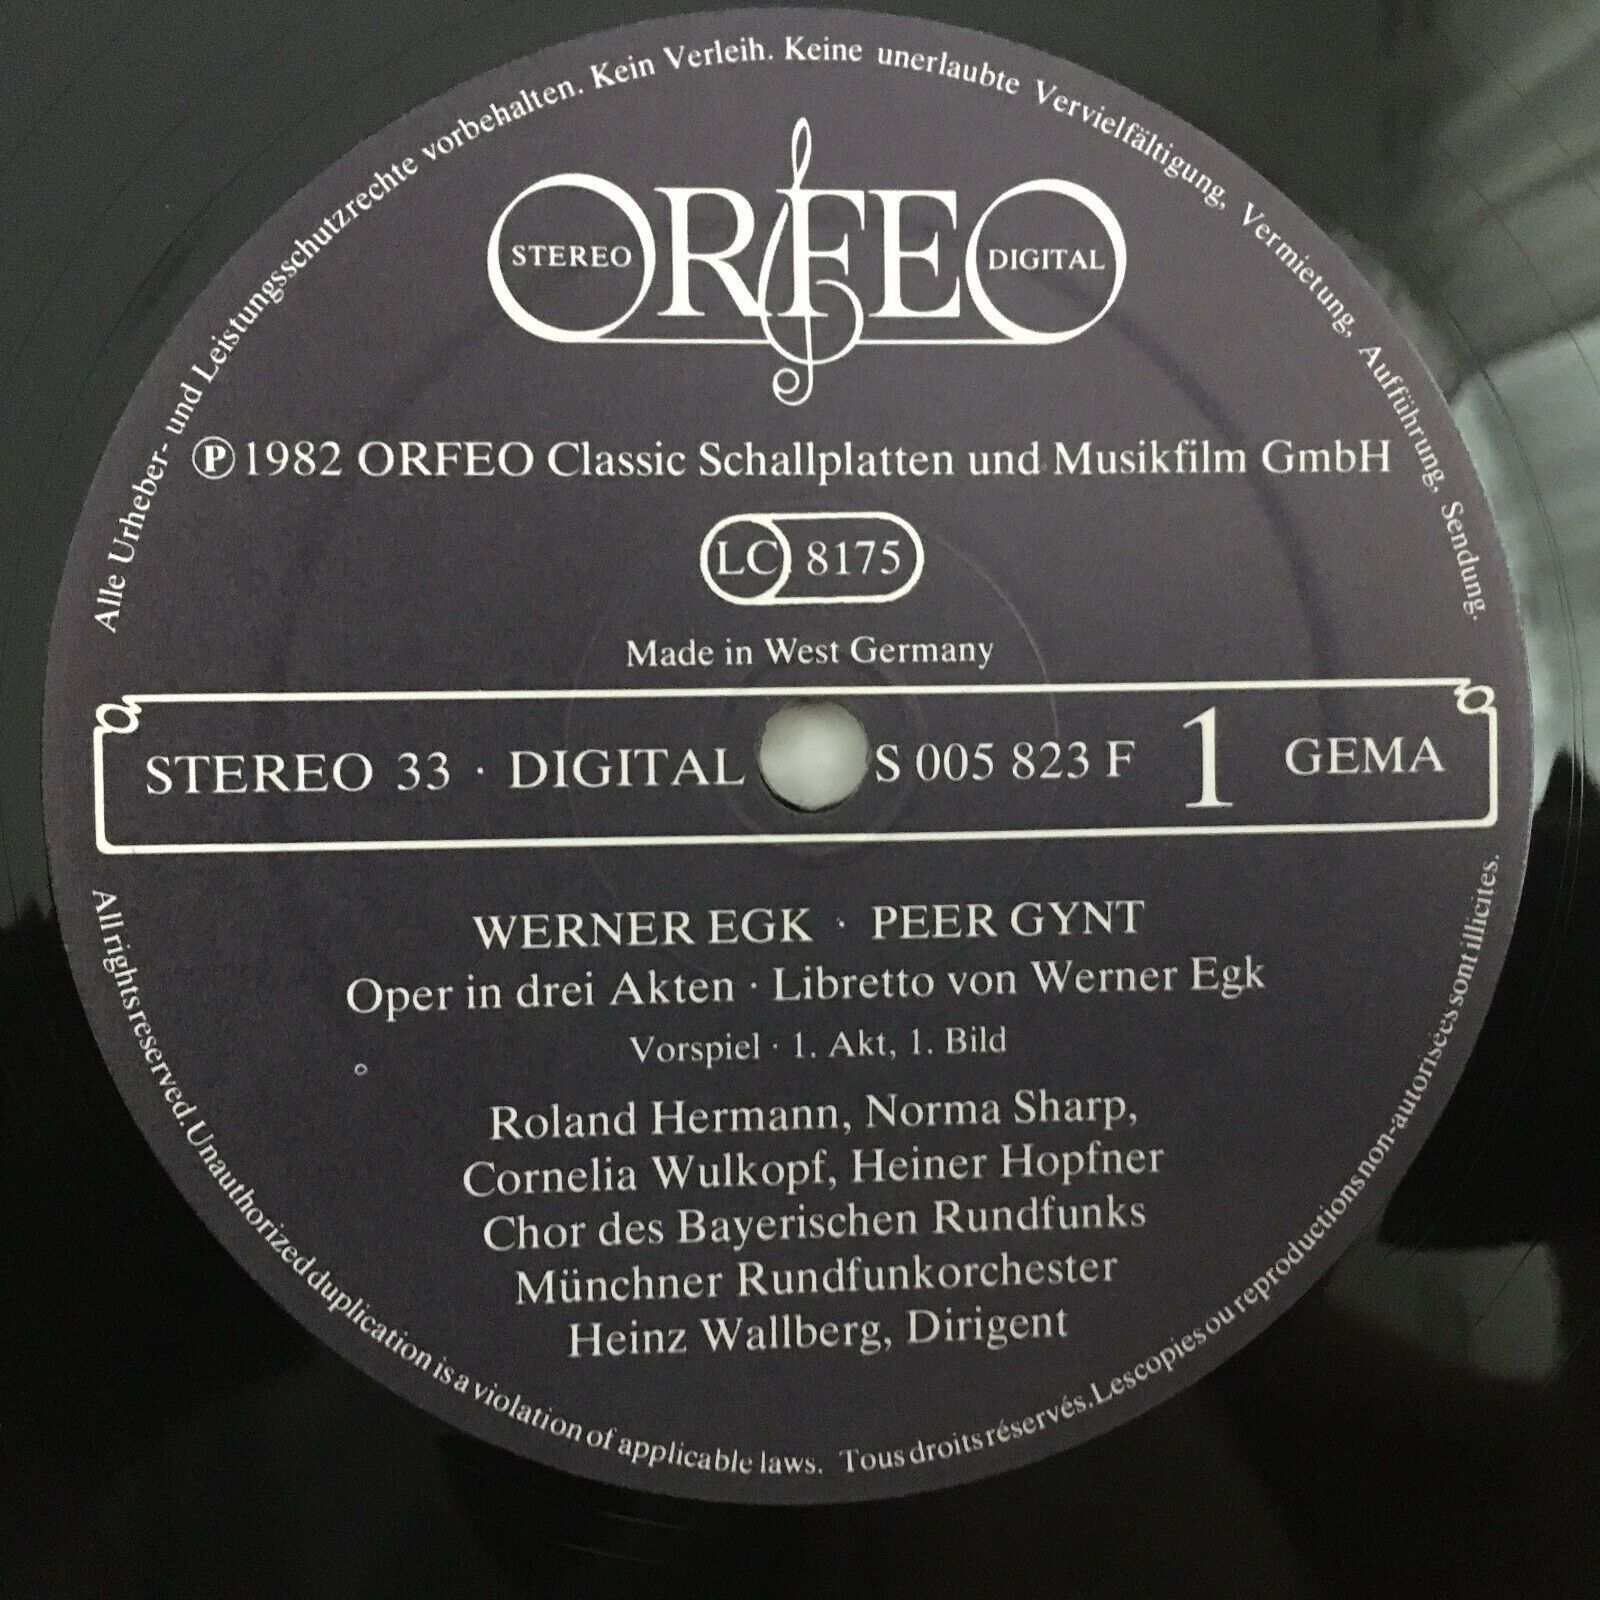 Alle Urheber- und Leistungsschutzrechte vorbehalten. Kein Verleih. Keine unerlaubte Vervielfältigung, Vermietung, Aufführung, Sendung.
ORFEO
STEREO
DIGITAL
Ⓟ 1982 ORFEO Classic Schallplatten und Musikfilm GmbH
LC 8175
Made in West Germany
STEREO 33 · DIGITAL S 005 823 F 1 GEMA
WERNER EGK · PEER GYNT
Oper in drei Akten · Libretto von Werner Egk
Vorspiel · 1. Akt, 1. Bild
Roland Hermann, Norma Sharp,
Cornelia Wulkopf, Heiner Hopfner
Chor des Bayerischen Rundfunks
Münchner Rundfunkorchester
Heinz Wallberg, Dirigent
All rights reserved. Unauthorized duplication is a violation of applicable laws. Tous droits réservés. Les copies ou reproductions non-autorisées sont illicites.